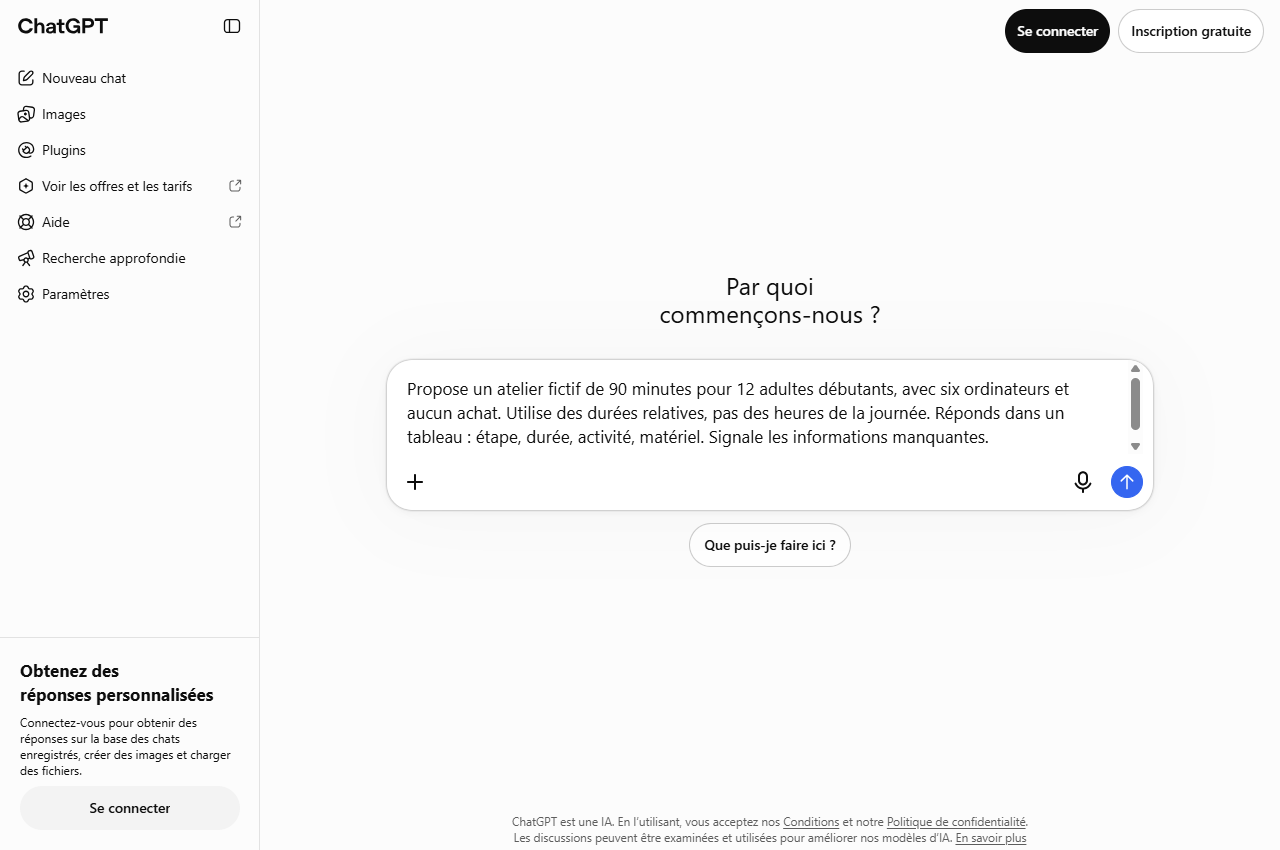 ChatGPT
Nouveau chat
Images
Plugins
Voir les offres et les tarifs
Aide
Recherche approfondie
Paramètres
Obtenez des
réponses personnalisées
Connectez-vous pour obtenir des
réponses sur la base des chats
enregistrés, créer des images et charger
des fichiers.
Se connecter
Se connecter
Inscription gratuite
Par quoi
commençons-nous ?
Propose un atelier fictif de 90 minutes pour 12 adultes débutants, avec six ordinateurs et
aucun achat. Utilise des durées relatives, pas des heures de la journée. Réponds dans un
tableau : étape, durée, activité, matériel. Signale les informations manquantes.
Que puis-je faire ici ?
ChatGPT est une IA. En l’utilisant, vous acceptez nos Conditions et notre Politique de confidentialité.
Les discussions peuvent être examinées et utilisées pour améliorer nos modèles d’IA. En savoir plus